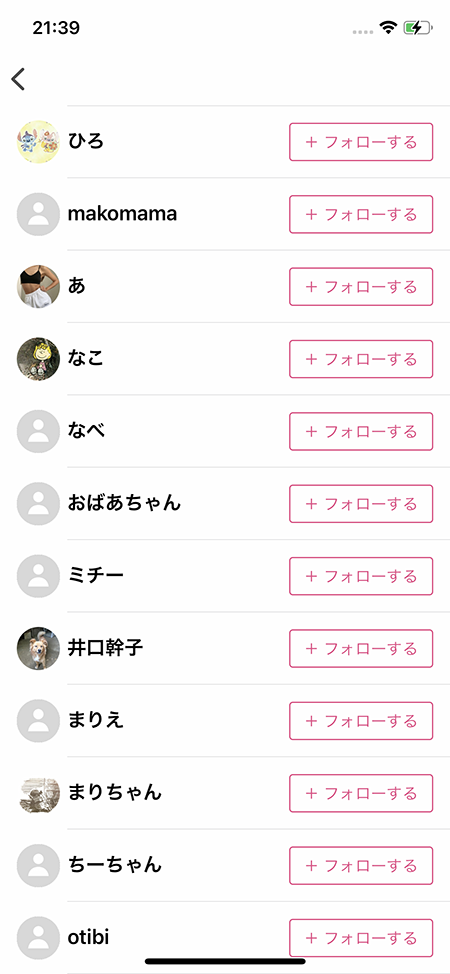 21:39
ひろ
+ フォローする
makomama
+ フォローする
あ
+ フォローする
なこ
+ フォローする
なべ
+ フォローする
おばあちゃん
+ フォローする
ミチー
+ フォローする
井口幹子
+ フォローする
まりえ
+ フォローする
まりちゃん
+ フォローする
ちーちゃん
+ フォローする
otibi
+ フォローする